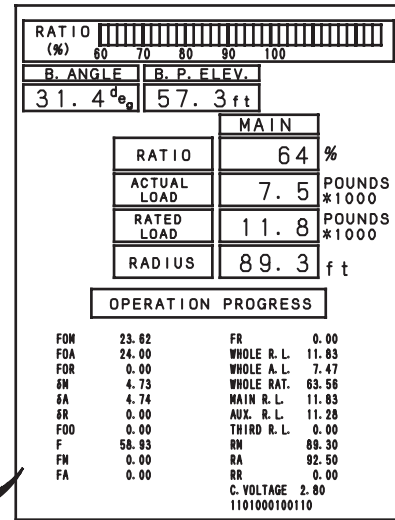 RATIO
(%) 60 70 80 90 100
B. ANGLE B. P. ELEV.
31. 4 deg 57. 3 ft
MAIN
RATIO 64 %
ACTUAL LOAD 7. 5 POUNDS *1000
RATED LOAD 11. 8 POUNDS *1000
RADIUS 89. 3 ft
OPERATION PROGRESS
FOM 23. 62 FR 0. 00
FOA 24. 00 WHOLE R. L. 11. 83
FOR 0. 00 WHOLE A. L. 7. 47
δM 4. 73 WHOLE RAT. 63. 56
δA 4. 74 MAIN R. L. 11. 83
δR 0. 00 AUX. R. L. 11. 28
FOO 0. 00 THIRD R. L. 0. 00
F 58. 93 RM 89. 30
FM 0. 00 RA 92. 50
FA 0. 00 RR 0. 00
C. VOLTAGE 2. 80
1101000100110